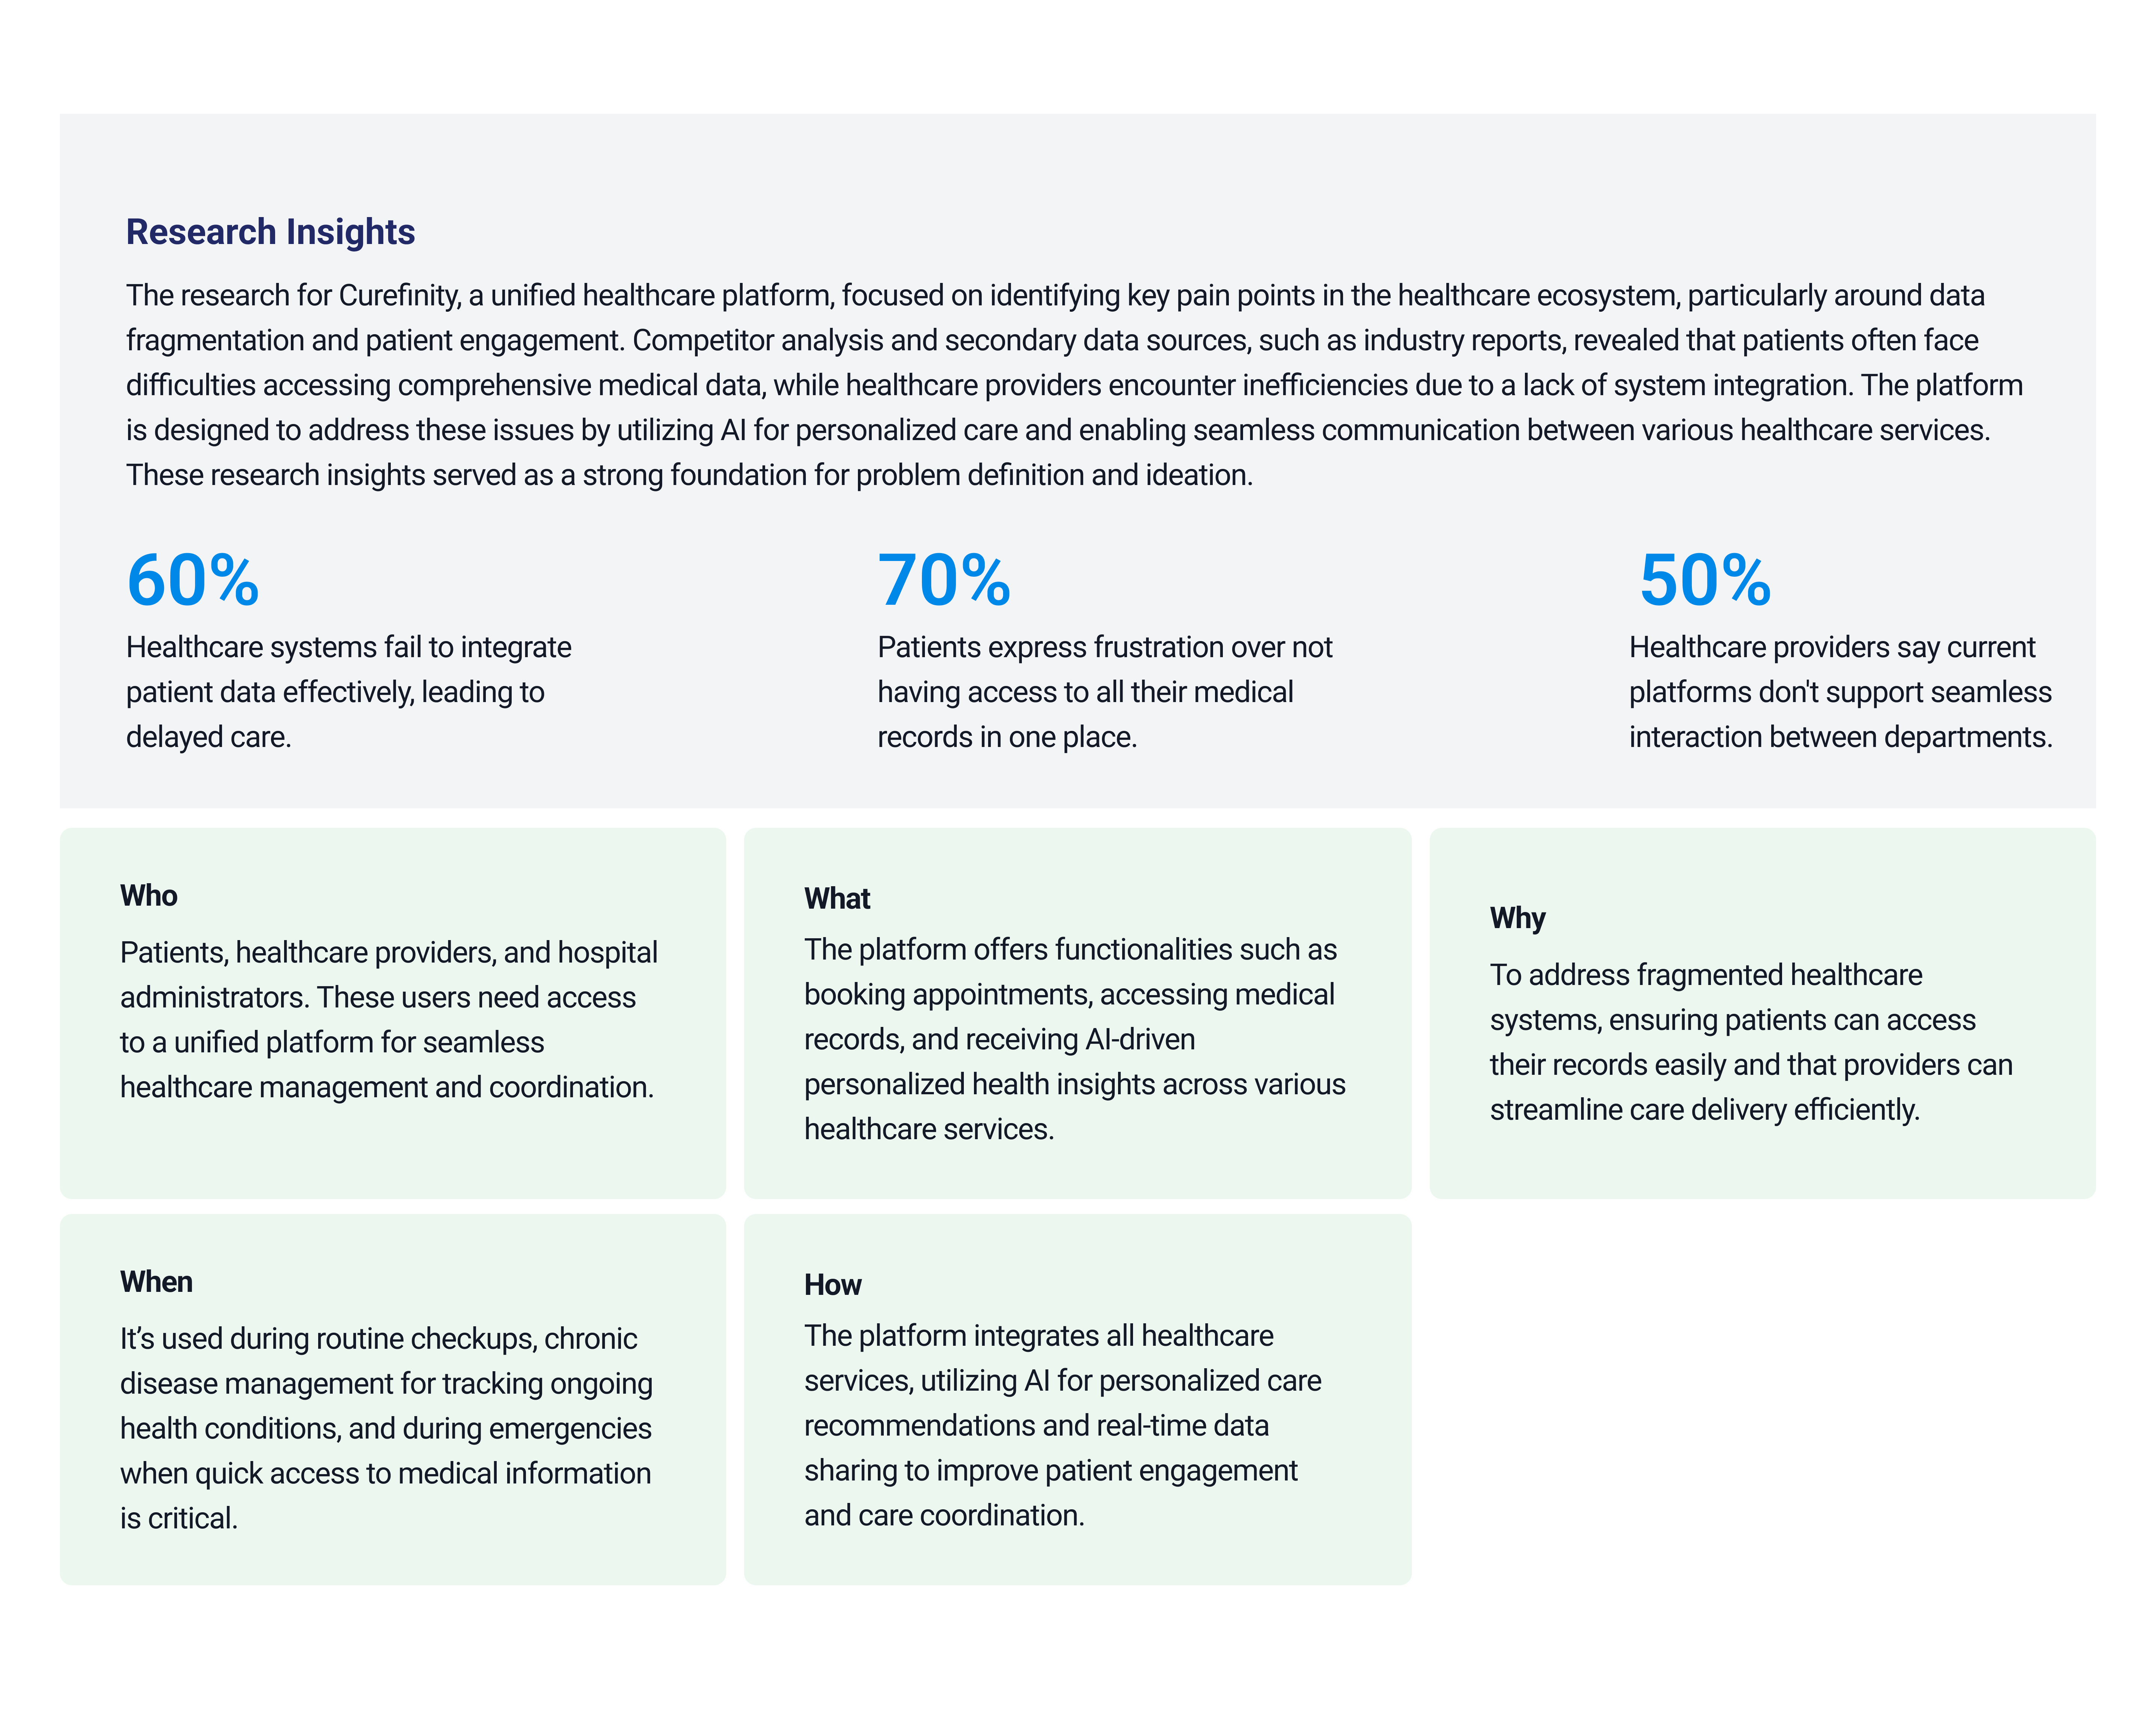 Research Insights
The research for Curefinity, a unified healthcare platform, focused on identifying key pain points in the healthcare ecosystem, particularly around data
fragmentation and patient engagement. Competitor analysis and secondary data sources, such as industry reports, revealed that patients often face
difficulties accessing comprehensive medical data, while healthcare providers encounter inefficiencies due to a lack of system integration. The platform
is designed to address these issues by utilizing AI for personalized care and enabling seamless communication between various healthcare services.
These research insights served as a strong foundation for problem definition and ideation.
60%
Healthcare systems fail to integrate
patient data effectively, leading to
delayed care.
70%
Patients express frustration over not
having access to all their medical
records in one place.
50%
Healthcare providers say current
platforms don't support seamless
interaction between departments.
Who
Patients, healthcare providers, and hospital
administrators. These users need access
to a unified platform for seamless
healthcare management and coordination.
What
The platform offers functionalities such as
booking appointments, accessing medical
records, and receiving AI-driven
personalized health insights across various
healthcare services.
Why
To address fragmented healthcare
systems, ensuring patients can access
their records easily and that providers can
streamline care delivery efficiently.
When
It’s used during routine checkups, chronic
disease management for tracking ongoing
health conditions, and during emergencies
when quick access to medical information
is critical.
How
The platform integrates all healthcare
services, utilizing AI for personalized care
recommendations and real-time data
sharing to improve patient engagement
and care coordination.